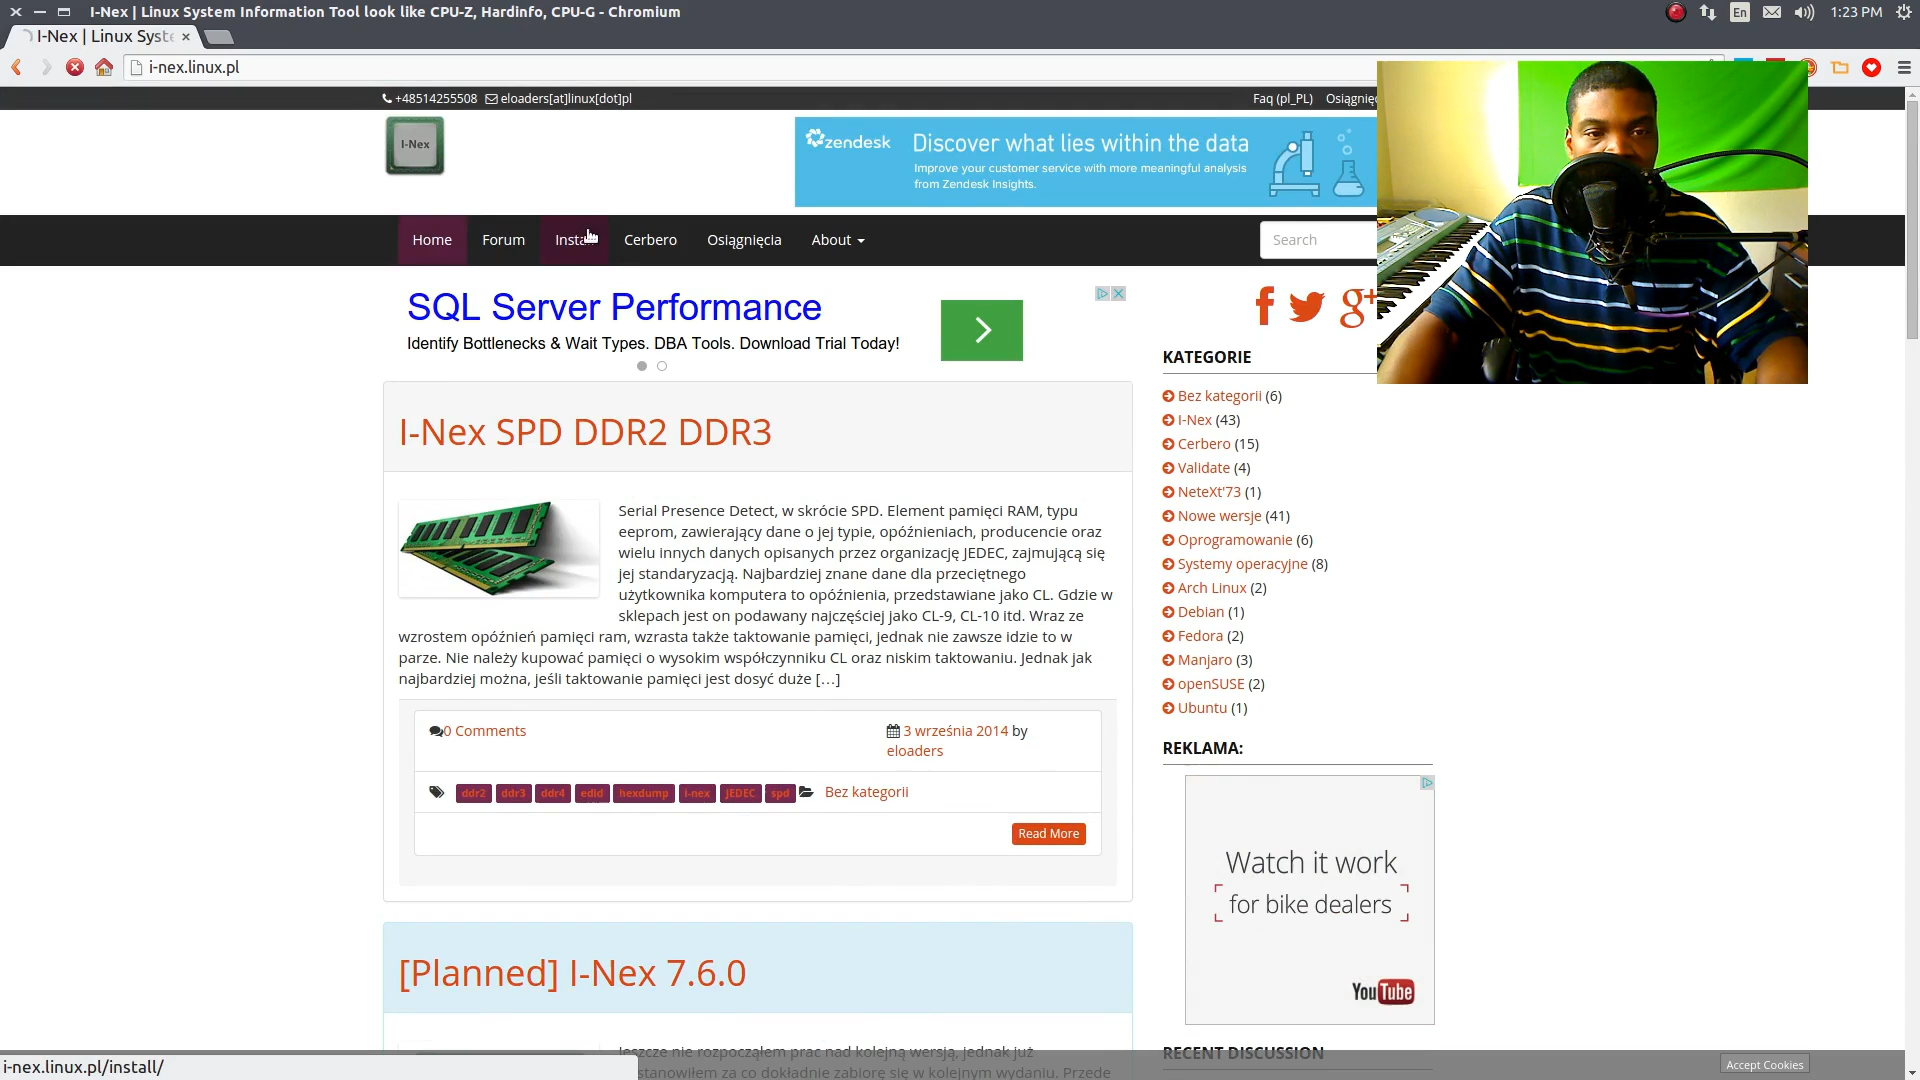 I-Nex | Linux System Information Tool look like CPU-Z, Hardinfo, CPU-G - Chromium
En
1:23 PM
I-Nex | Linux Syste
i-nex.linux.pl
+48514255508 eloaders[at]linux[dot]pl
Faq (pl_PL) Osiągnięc
I-Nex
zendesk
Discover what lies within the data
Improve your customer service with more meaningful analysis
from Zendesk Insights.
Home Forum Insta Cerbero Osiągnięcia About
Search
SQL Server Performance
Identify Bottlenecks & Wait Types. DBA Tools. Download Trial Today!
g+
KATEGORIE
Bez kategorii (6)
I-Nex (43)
Cerbero (15)
Validate (4)
NeteXt'73 (1)
Nowe wersje (41)
Oprogramowanie (6)
Systemy operacyjne (8)
Arch Linux (2)
Debian (1)
Fedora (2)
Manjaro (3)
openSUSE (2)
Ubuntu (1)
I-Nex SPD DDR2 DDR3
Serial Presence Detect, w skrócie SPD. Element pamięci RAM, typu
eeprom, zawierający dane o jej typie, opóźnieniach, producencie oraz
wielu innych danych opisanych przez organizację JEDEC, zajmującą się
jej standaryzacją. Najbardziej znane dane dla przeciętnego
użytkownika komputera to opóźnienia, przedstawiane jako CL. Gdzie w
sklepach jest on podawany najczęściej jako CL-9, CL-10 itd. Wraz ze
wzrostem opóźnień pamięci ram, wzrasta także taktowanie pamięci, jednak nie zawsze idzie to w
parze. Nie należy kupować pamięci o wysokim współczynniku CL oraz niskim taktowaniu. Jednak jak
najbardziej można, jeśli taktowanie pamięci jest dosyć duże […]
0 Comments
3 września 2014 by
eloaders
ddr2 ddr3 ddr4 edid hexdump i-nex JEDEC spd Bez kategorii
Read More
REKLAMA:
Watch it work
for bike dealers
YouTube
[Planned] I-Nex 7.6.0
Jeszcze nie rozpocząłem prac nad kolejną wersją, jednak już
stanowiłem za co dokładnie zabiorę się w kolejnym wydaniu. Przede
RECENT DISCUSSION
Accept Cookies
i-nex.linux.pl/install/